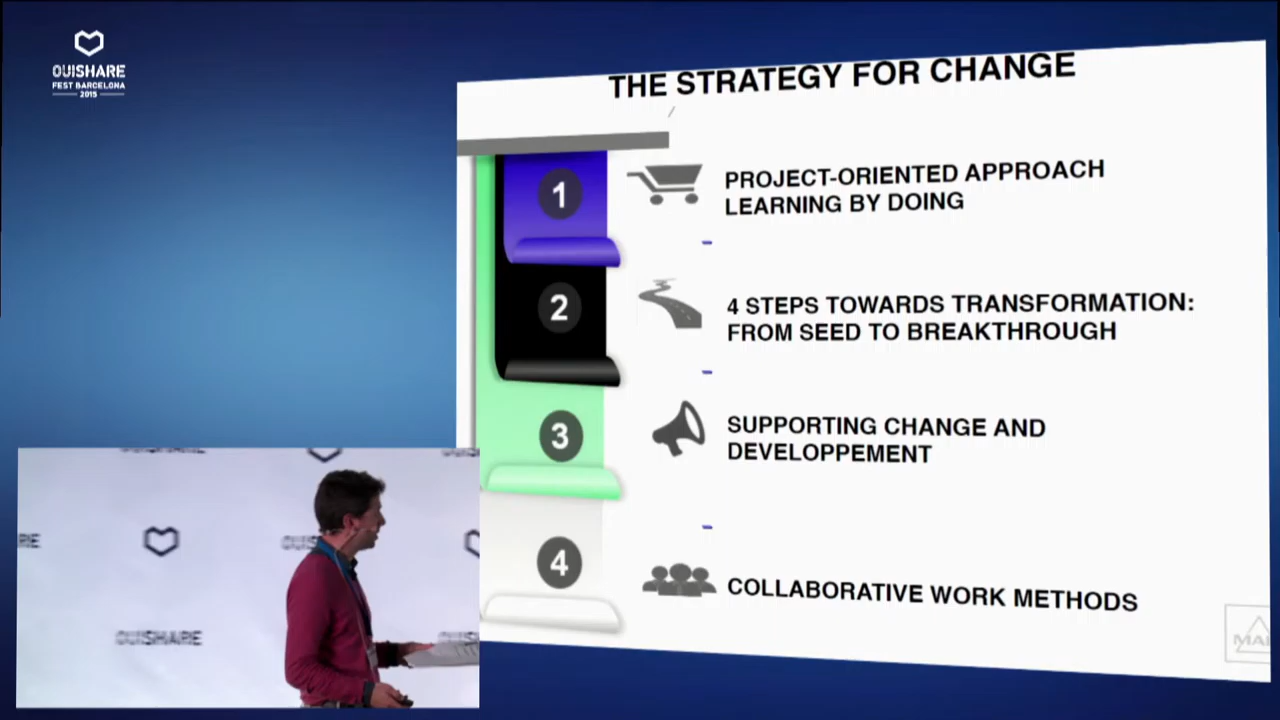 OUISHARE
FEST BARCELONA
2015
THE STRATEGY FOR CHANGE
1
PROJECT-ORIENTED APPROACH
LEARNING BY DOING
2
4 STEPS TOWARDS TRANSFORMATION:
FROM SEED TO BREAKTHROUGH
3
SUPPORTING CHANGE AND
DEVELOPPEMENT
4
COLLABORATIVE WORK METHODS
OUISHARE